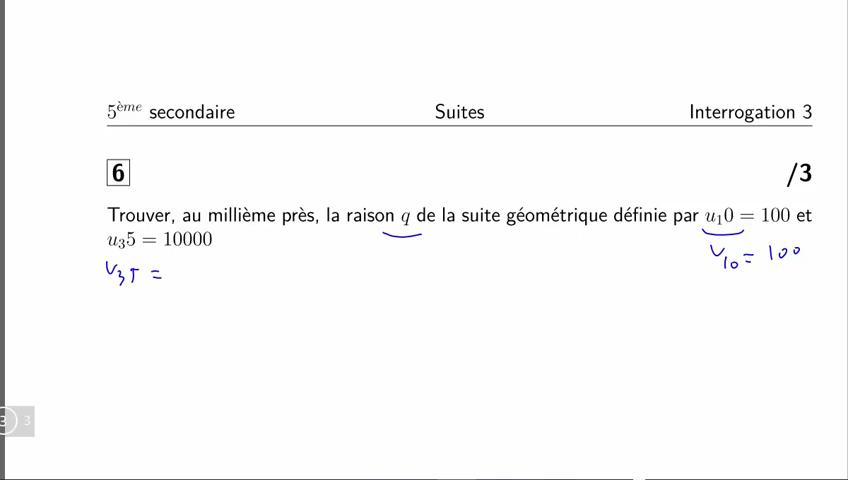 5ème secondaire Suites Interrogation 3
6 /3
Trouver, au millième près, la raison q de la suite géométrique définie par u₁0 = 100 et
u₃5 = 10000
u₁₀ = 100
u₃₅ =
3 3